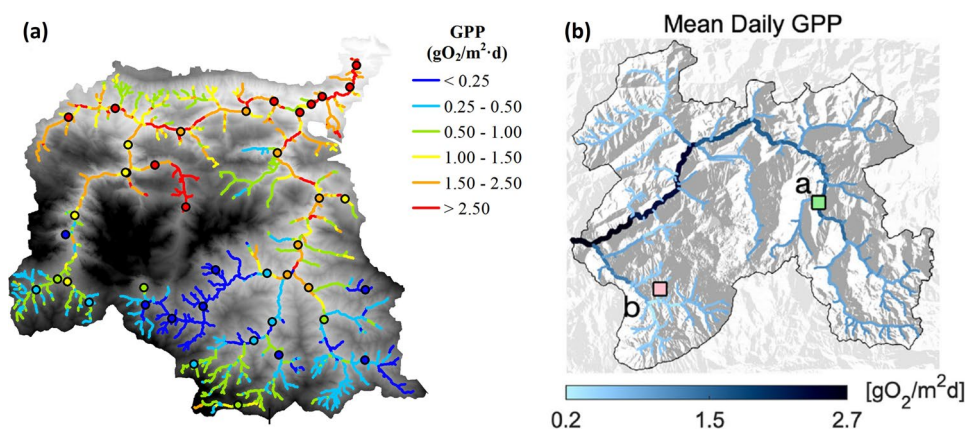 (a)
GPP
(gO₂/m²·d)
< 0.25
0.25 - 0.50
0.50 - 1.00
1.00 - 1.50
1.50 - 2.50
> 2.50
(b)
Mean Daily GPP
a
b
[gO₂/m²d]
0.2
1.5
2.7